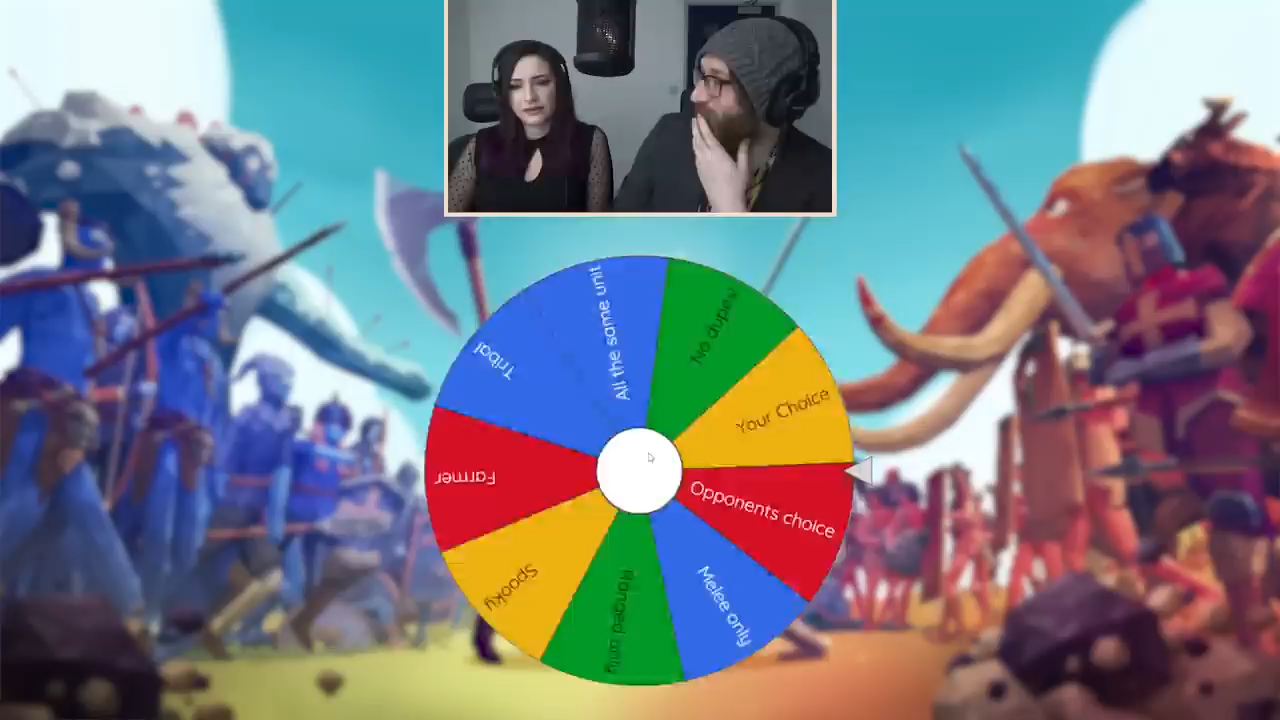 All the same unit
No dupes!
Your Choice
Opponents choice
Melee only
Ranged only
Spooky
Farmer
Tribal